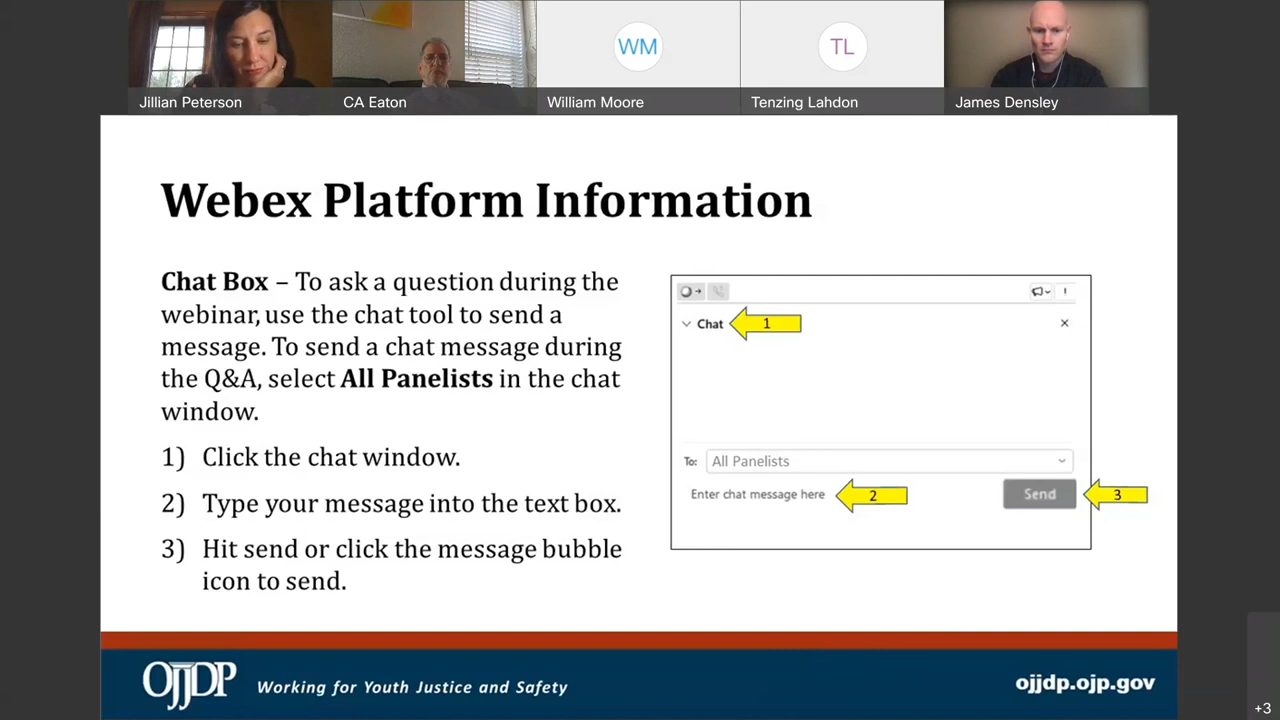 WM
TL
Jillian Peterson
CA Eaton
William Moore
Tenzing Lahdon
James Densley
Webex Platform Information
Chat Box – To ask a question during the
webinar, use the chat tool to send a
message. To send a chat message during
the Q&A, select All Panelists in the chat
window.
1) Click the chat window.
2) Type your message into the text box.
3) Hit send or click the message bubble
icon to send.
Chat
1
To: All Panelists
Enter chat message here
2
Send
3
OJJDP
Working for Youth Justice and Safety
ojjdp.ojp.gov
+3